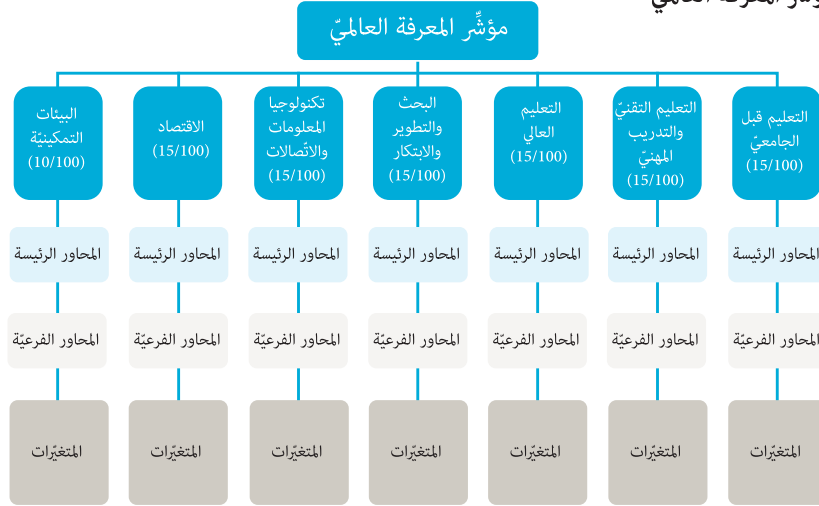 المعرفة العالمي
مؤشِّر المعرفة العالميّ
التعليم قبل
الجامعيّ
(15/100)
التعليم التقنيّ
والتدريب
المهنيّ
(15/100)
التعليم
العالي
(15/100)
البحث
والتطوير
والابتكار
(15/100)
تكنولوجيا
المعلومات
والاتّصالات
(15/100)
الاقتصاد
(15/100)
البيئات
التمكينيّة
(10/100)
المحاور الرئيسة
المحاور الرئيسة
المحاور الرئيسة
المحاور الرئيسة
المحاور الرئيسة
المحاور الرئيسة
المحاور الرئيسة
المحاور الفرعيّة
المحاور الفرعيّة
المحاور الفرعيّة
المحاور الفرعيّة
المحاور الفرعيّة
المحاور الفرعيّة
المحاور الفرعيّة
المتغيّرات
المتغيّرات
المتغيّرات
المتغيّرات
المتغيّرات
المتغيّرات
المتغيّرات